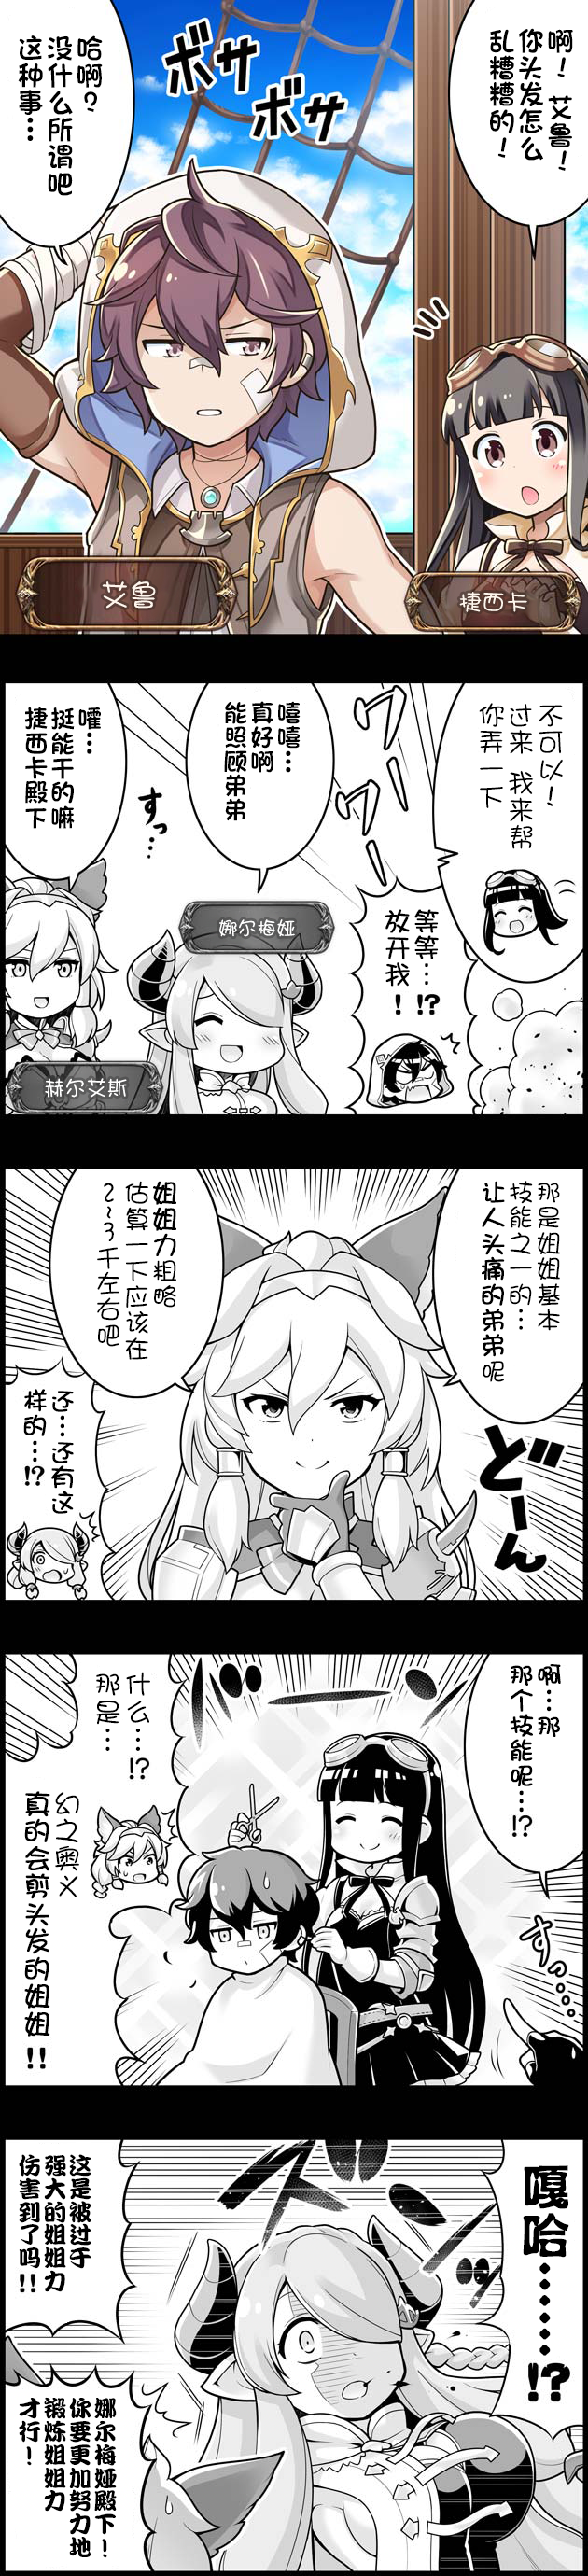 啊！艾鲁！
你头发怎么
乱糟糟的！
ボサ
ボサ
哈啊？
没什么所谓吧
这种事…
艾鲁
捷西卡
不可以！
过来 我来帮
你弄一下
ワー
ワー
等等…
放开我
！！？
嘻嘻…
真好啊
能照顾弟弟
娜尔梅娅
すっ…
嚯…
挺能干的嘛
捷西卡殿下
赫尔艾斯
那是姐姐基本
技能之一的…
让人头痛的弟弟呢
どーん
姐姐力粗略
估算一下应该在
2~3千左右吧
还…还有这
样的…！？
啊…那
那个技能呢…！？
すっ……
什么…！？
那是…
幻之奥义
真的会剪头发的姐姐！！
嘎哈………！？
ズバッ
这是被过于
强大的姐姐力
伤害到了吗！！
娜尔梅娅殿下！
你要更加努力地
锻炼姐姐力
才行！